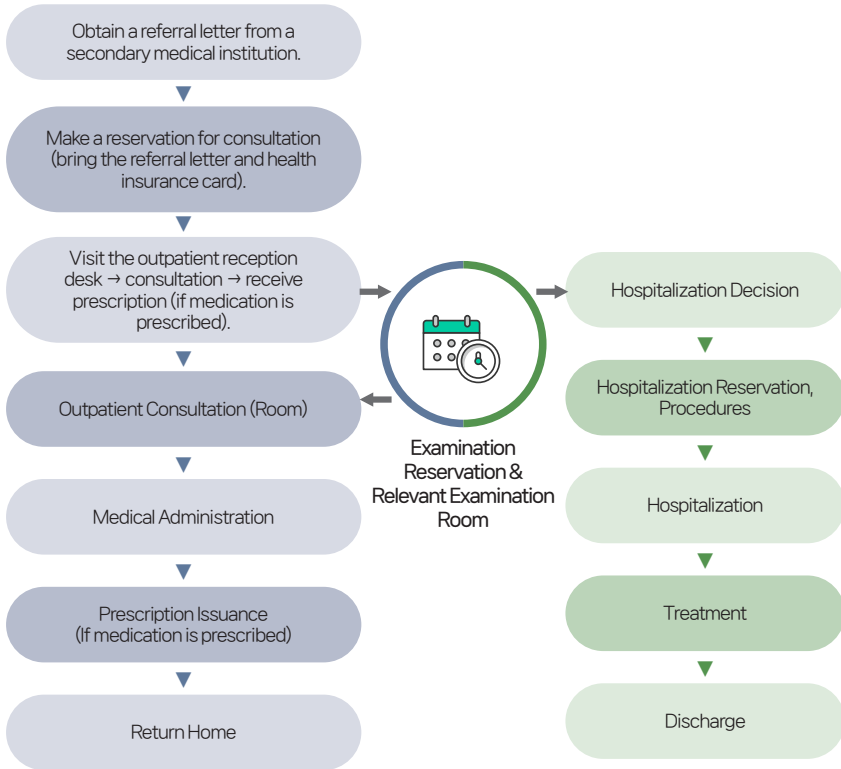 Obtain a referral letter from a
secondary medical institution.
Make a reservation for consultation
(bring the referral letter and health
insurance card).
Visit the outpatient reception
desk → consultation → receive
prescription (if medication is
prescribed).
Outpatient Consultation (Room)
Medical Administration
Prescription Issuance
(If medication is prescribed)
Return Home
Examination
Reservation &
Relevant Examination
Room
Hospitalization Decision
Hospitalization Reservation,
Procedures
Hospitalization
Treatment
Discharge